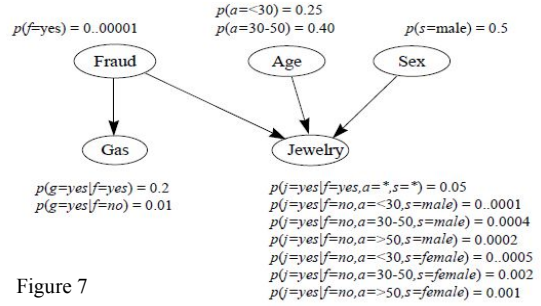 p(a=<30) = 0.25
p(f=yes) = 0..00001
p(a=30-50) = 0.40
p(s=male) = 0.5
Fraud
Age
Sex
Gas
Jewelry
p(g=yes|f=yes) = 0.2
p(g=yes|f=no) = 0.01
p(j=yes|f=yes,a=*,s=*) = 0.05
p(j=yes|f=no,a=<30,s=male) = 0..0001
p(j=yes|f=no,a=30-50,s=male) = 0.0004
p(j=yes|f=no,a=>50,s=male) = 0.0002
p(j=yes|f=no,a=<30,s=female) = 0..0005
p(j=yes|f=no,a=30-50,s=female) = 0.002
p(j=yes|f=no,a=>50,s=female) = 0.001
Figure 7